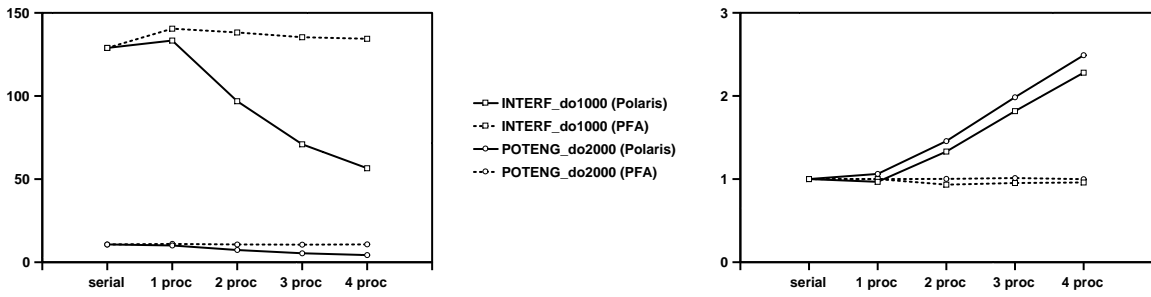 150
100
50
0
serial 1 proc 2 proc 3 proc 4 proc
INTERF_do1000 (Polaris)
INTERF_do1000 (PFA)
POTENG_do2000 (Polaris)
POTENG_do2000 (PFA)
3
2
1
0
serial 1 proc 2 proc 3 proc 4 proc